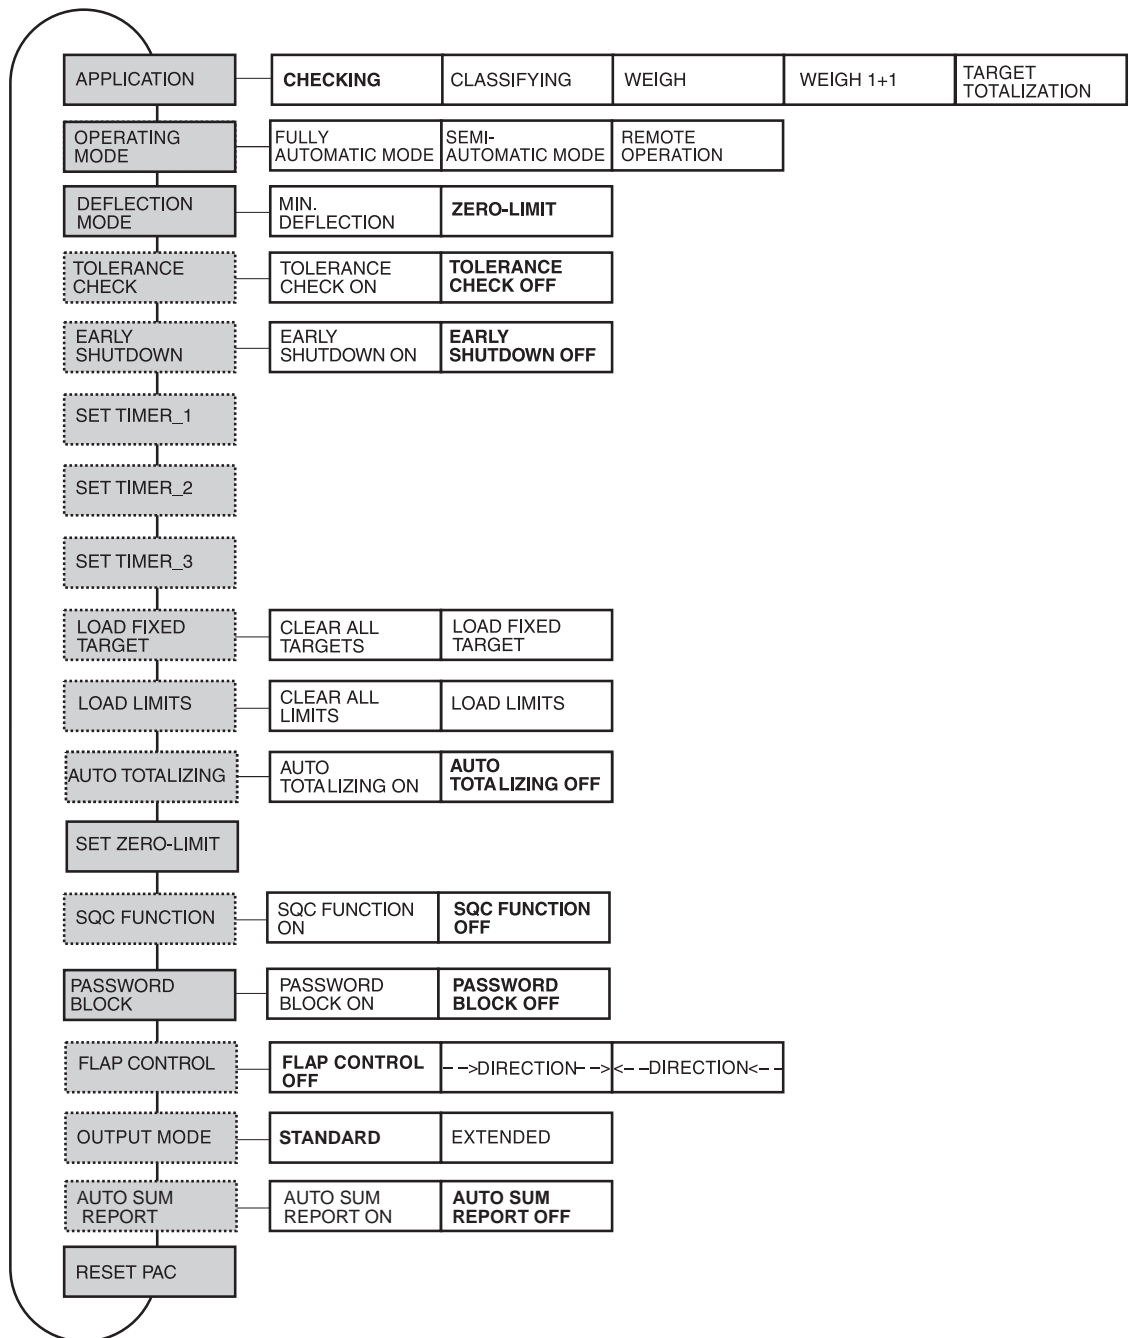 APPLICATION
CHECKING
CLASSIFYING
WEIGH
WEIGH 1+1
TARGET
TOTALIZATION
OPERATING
MODE
FULLY
AUTOMATIC MODE
SEMI-
AUTOMATIC MODE
REMOTE
OPERATION
DEFLECTION
MODE
MIN.
DEFLECTION
ZERO-LIMIT
TOLERANCE
CHECK
TOLERANCE
CHECK ON
TOLERANCE
CHECK OFF
EARLY
SHUTDOWN
EARLY
SHUTDOWN ON
EARLY
SHUTDOWN OFF
SET TIMER_1
SET TIMER_2
SET TIMER_3
LOAD FIXED
TARGET
CLEAR ALL
TARGETS
LOAD FIXED
TARGET
LOAD LIMITS
CLEAR ALL
LIMITS
LOAD LIMITS
AUTO TOTALIZING
AUTO
TOTALIZING ON
AUTO
TOTALIZING OFF
SET ZERO-LIMIT
SQC FUNCTION
SQC FUNCTION
ON
SQC FUNCTION
OFF
PASSWORD
BLOCK
PASSWORD
BLOCK ON
PASSWORD
BLOCK OFF
FLAP CONTROL
FLAP CONTROL
OFF
– –>DIRECTION– –>
<– –DIRECTION<– –
OUTPUT MODE
STANDARD
EXTENDED
AUTO SUM
REPORT
AUTO SUM
REPORT ON
AUTO SUM
REPORT OFF
RESET PAC